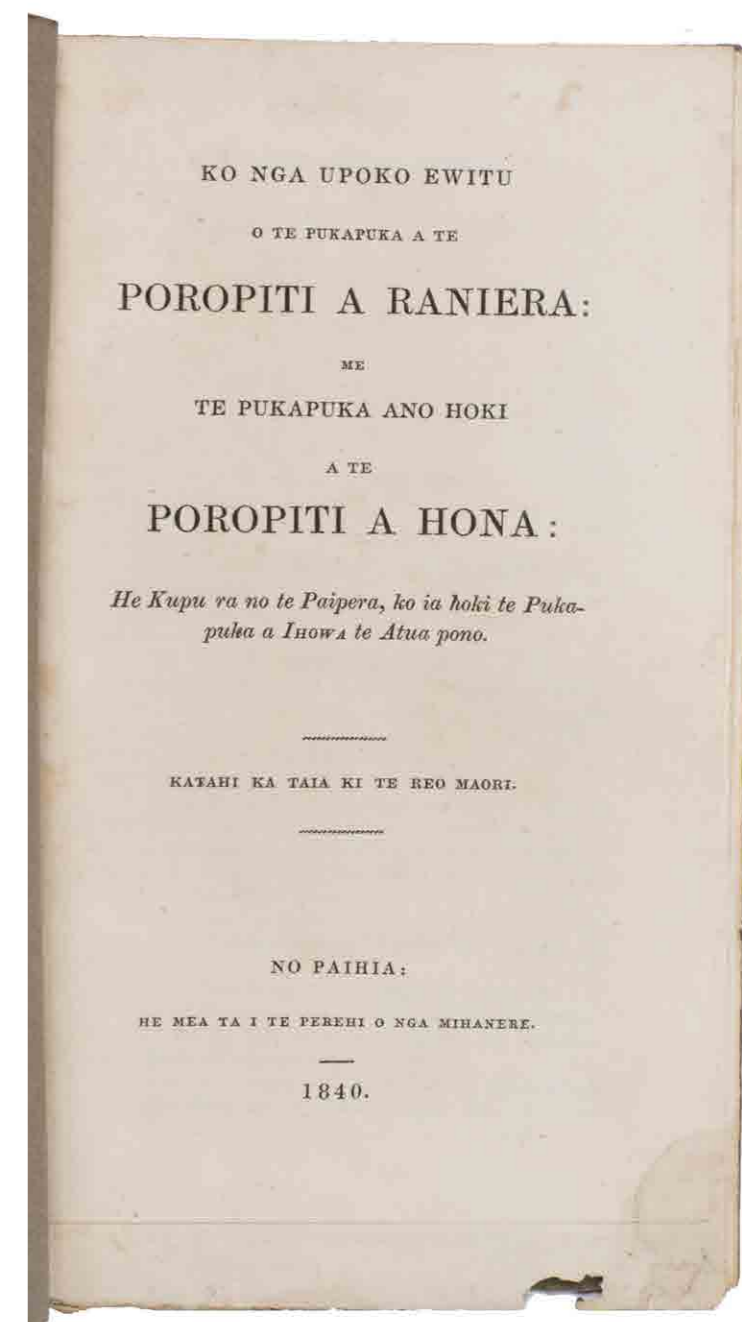 KO NGA UPOKO EWITU
O TE PUKAPUKA A TE
POROPITI A RANIERA:
ME
TE PUKAPUKA ANO HOKI
A TE
POROPITI A HONA:
He Kupu ra no te Paipera, ko ia hoki te Puka-
puka a IHOWA te Atua pono.
KATAHI KA TAIA KI TE REO MAORI.
NO PAIHIA:
HE MEA TA I TE PEREHI O NGA MIHANERE.
1840.